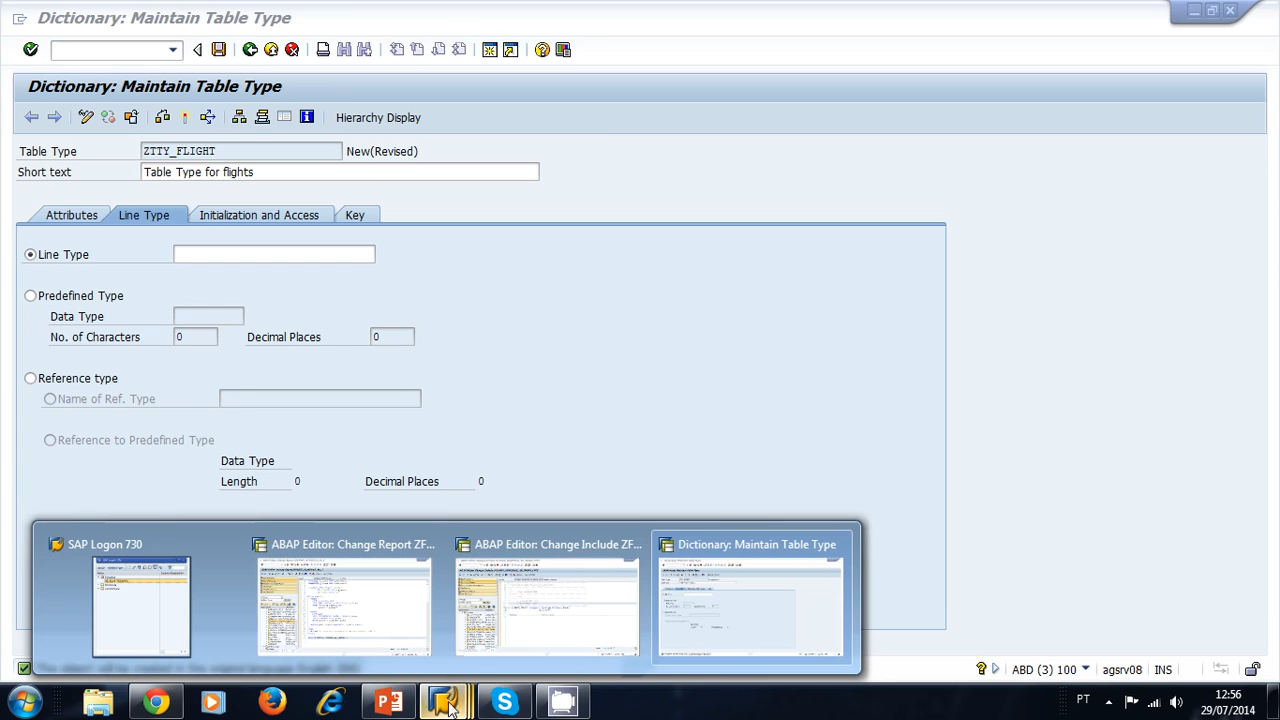 Dictionary: Maintain Table Type
Dictionary: Maintain Table Type
Hierarchy Display
Table Type ZTTY_FLIGHT New(Revised)
Short text Table Type for flights
Attributes Line Type Initialization and Access Key
Line Type
Predefined Type
Data Type
No. of Characters 0 Decimal Places 0
Reference type
Name of Ref. Type
Reference to Predefined Type
Data Type
Length 0 Decimal Places 0
SAP Logon 730 ABAP Editor: Change Report ZF... ABAP Editor: Change Include ZF... Dictionary: Maintain Table Type
ABD (3) 100 agsrv08 INS
PT 12:56
29/07/2014